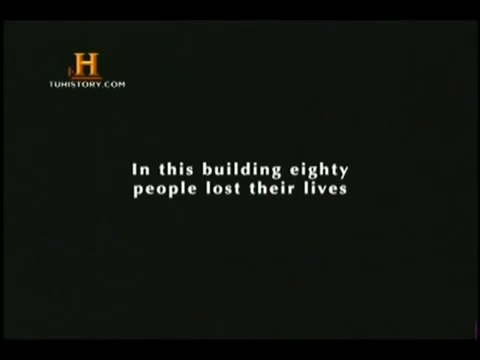 H
TUHISTORY.COM
In this building eighty
people lost their lives